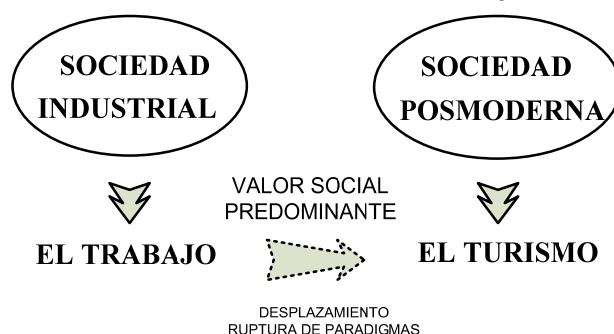 SOCIEDAD
INDUSTRIAL
SOCIEDAD
POSMODERNA
VALOR SOCIAL
PREDOMINANTE
EL TRABAJO
EL TURISMO
DESPLAZAMIENTO
RUPTURA DE PARADIGMAS